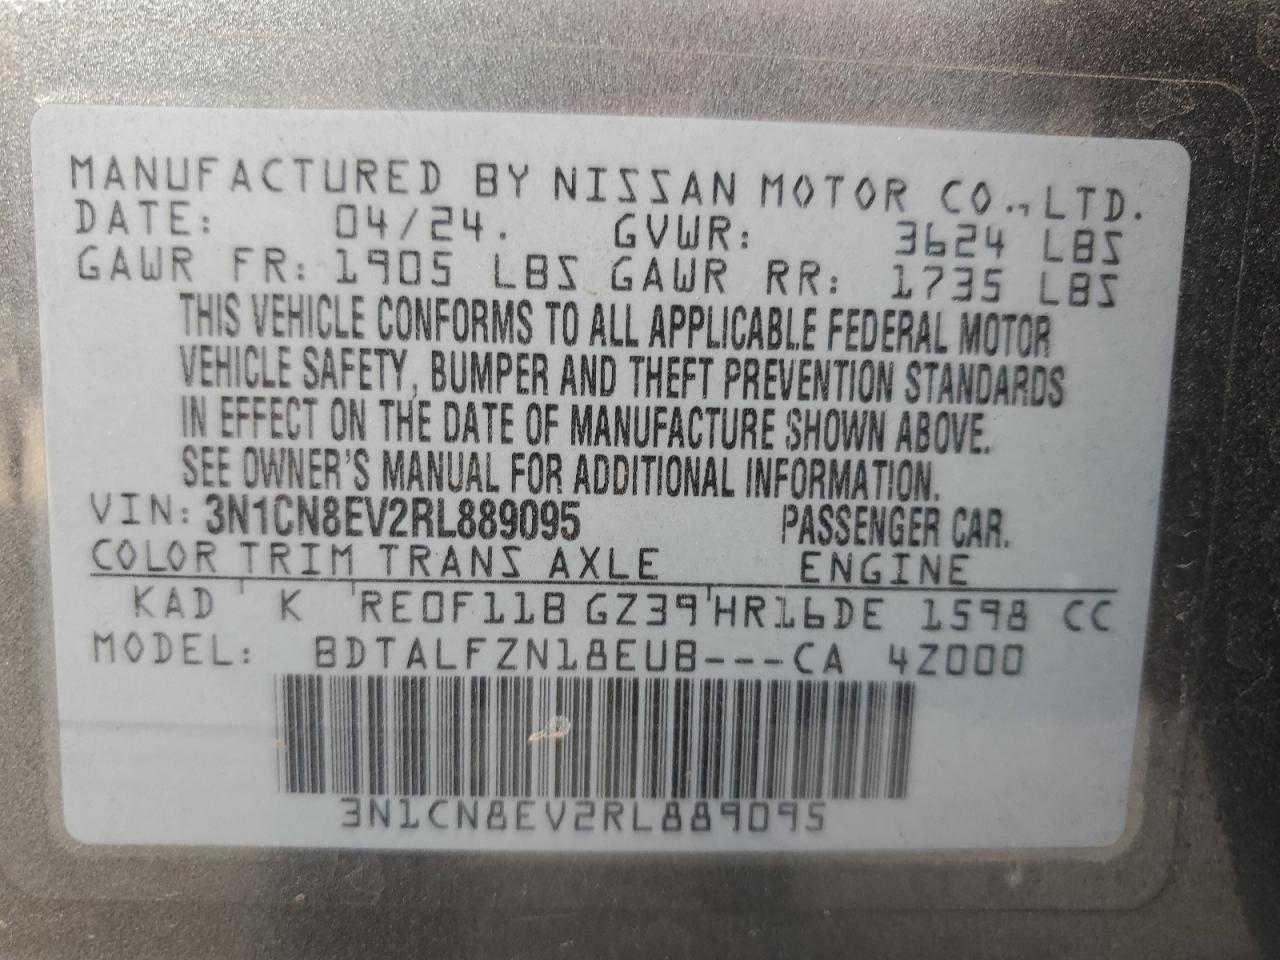 MANUFACTURED BY NISSAN MOTOR CO., LTD.
DATE: 04/24. GVWR: 3624 LBS
GAWR FR: 1905 LBS GAWR RR: 1735 LBS
THIS VEHICLE CONFORMS TO ALL APPLICABLE FEDERAL MOTOR
VEHICLE SAFETY, BUMPER AND THEFT PREVENTION STANDARDS
IN EFFECT ON THE DATE OF MANUFACTURE SHOWN ABOVE.
SEE OWNER'S MANUAL FOR ADDITIONAL INFORMATION.
VIN: 3N1CN8EV2RL889095 PASSENGER CAR.
COLOR TRIM TRANS AXLE ENGINE
KAD K RE0F11B GZ39 HR16DE 1598 CC
MODEL: BDTALFZN18EUB---CA 4Z000
3N1CN8EV2RL889095